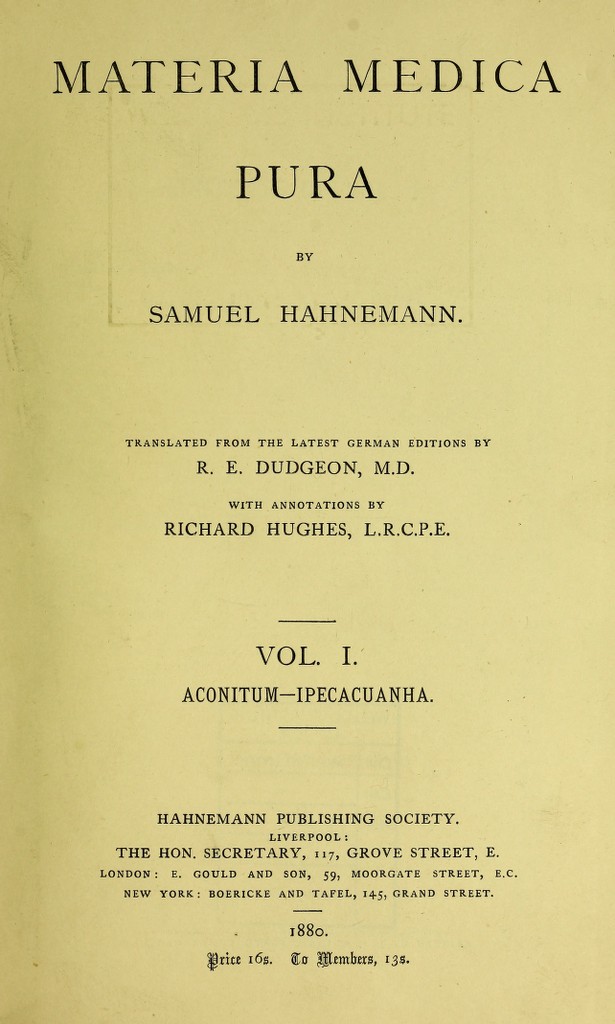 MATERIA MEDICA
PURA
BY
SAMUEL HAHNEMANN.
TRANSLATED FROM THE LATEST GERMAN EDITIONS BY
R. E. DUDGEON, M.D.
WITH ANNOTATIONS BY
RICHARD HUGHES, L.R.C.P.E.
VOL. I.
ACONITUM—IPECACUANHA.
HAHNEMANN PUBLISHING SOCIETY.
LIVERPOOL:
THE HON. SECRETARY, 117, GROVE STREET, E.
LONDON: E. GOULD AND SON, 59, MOORGATE STREET, E.C.
NEW YORK: BOERICKE AND TAFEL, 145, GRAND STREET.
1880.
Price 16s. To Members, 13s.